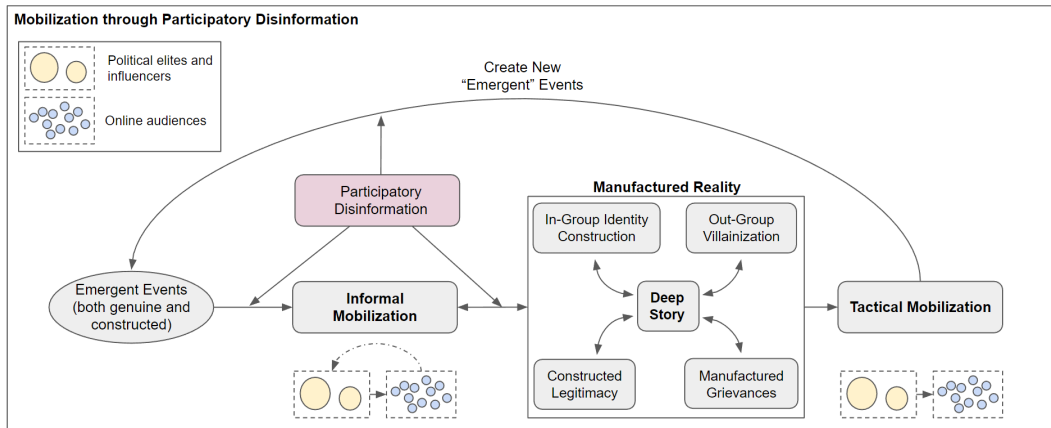 Mobilization through Participatory Disinformation
Political elites and
influencers
Online audiences
Create New
“Emergent” Events
Participatory
Disinformation
Manufactured Reality
In-Group Identity
Construction
Out-Group
Villainization
Emergent Events
(both genuine and
constructed)
Informal
Mobilization
Deep
Story
Tactical Mobilization
Constructed
Legitimacy
Manufactured
Grievances